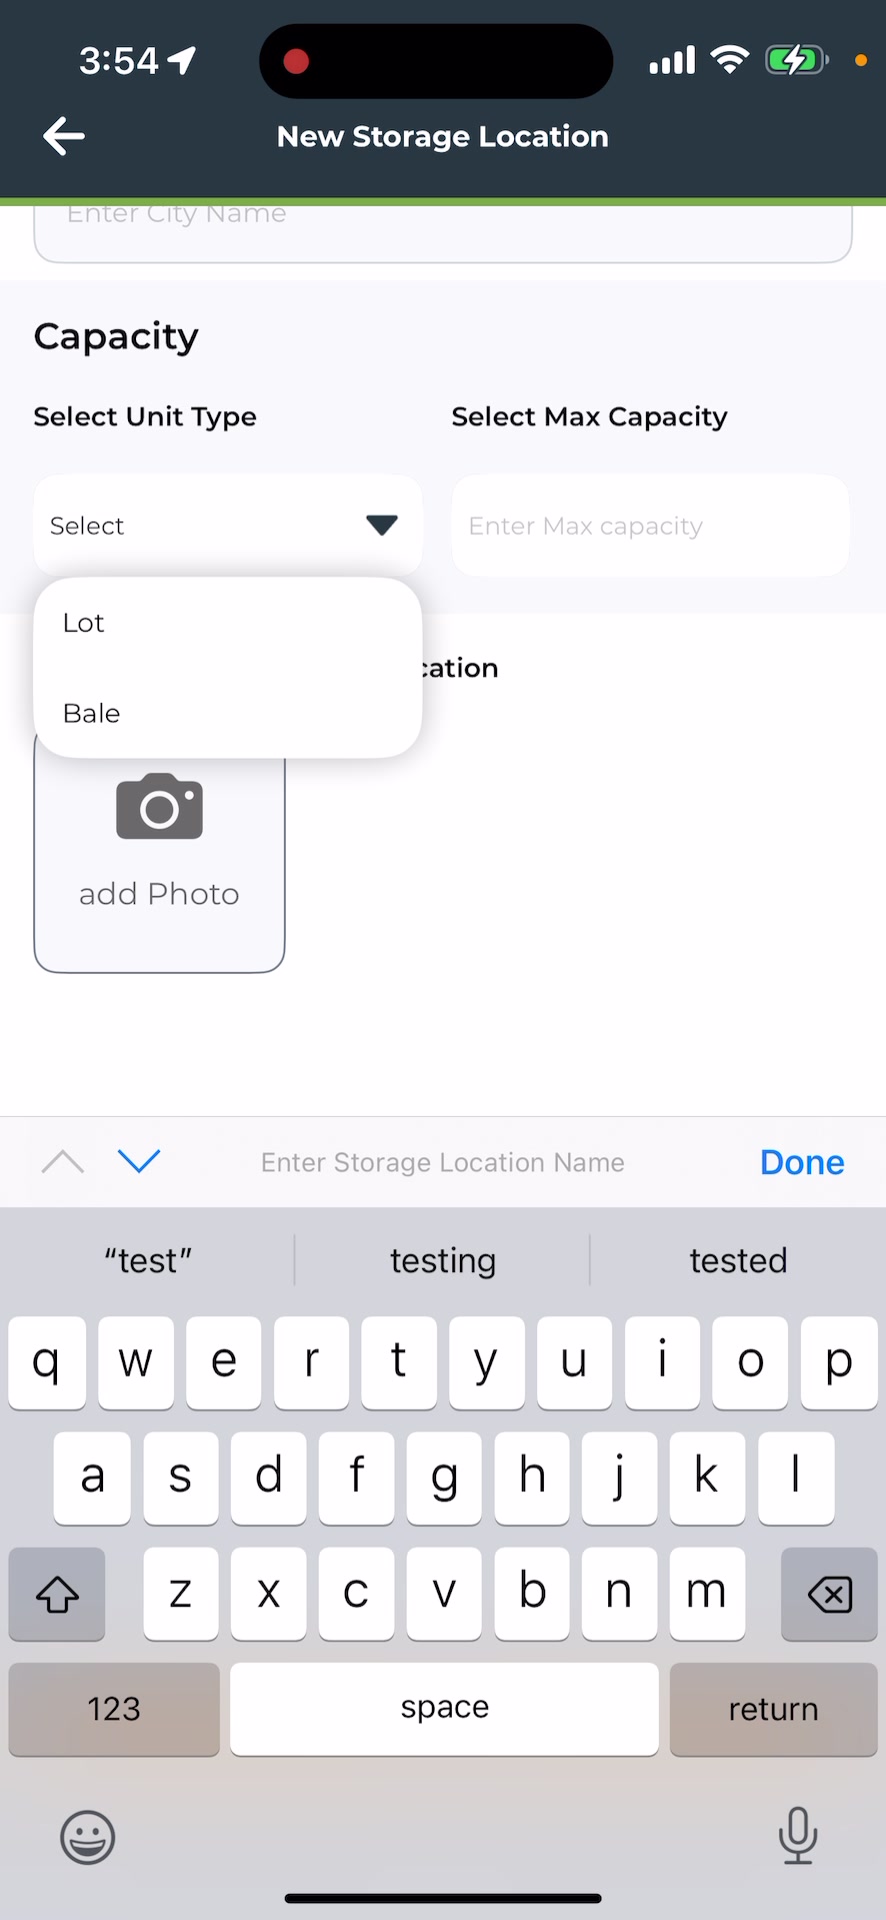 3:54
New Storage Location
Enter City Name
Capacity
Select Unit Type
Select Max Capacity
Select
Enter Max capacity
Lot
cation
Bale
add Photo
Enter Storage Location Name
Done
“test”
testing
tested
q w e r t y u i o p
a s d f g h j k l
z x c v b n m
123
space
return